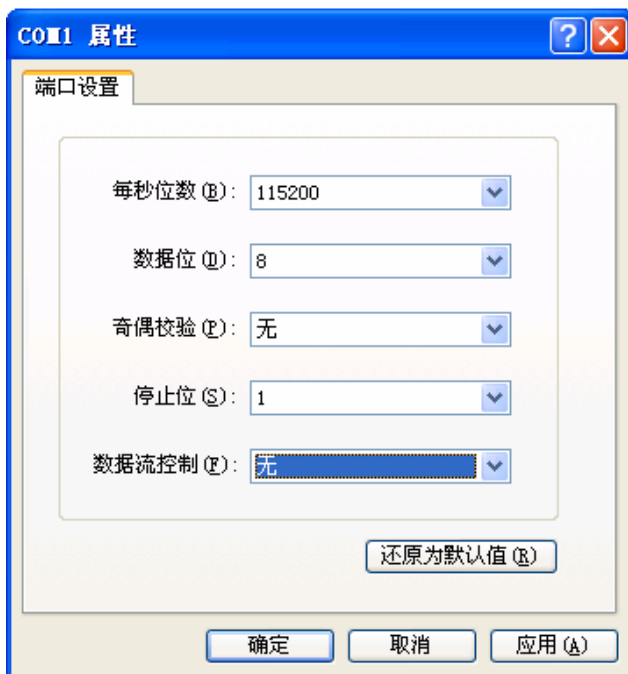 COM1 属性
端口设置
每秒位数(B): 115200
数据位(D): 8
奇偶校验(P): 无
停止位(S): 1
数据流控制(F): 无
还原为默认值(R)
确定 取消 应用(A)